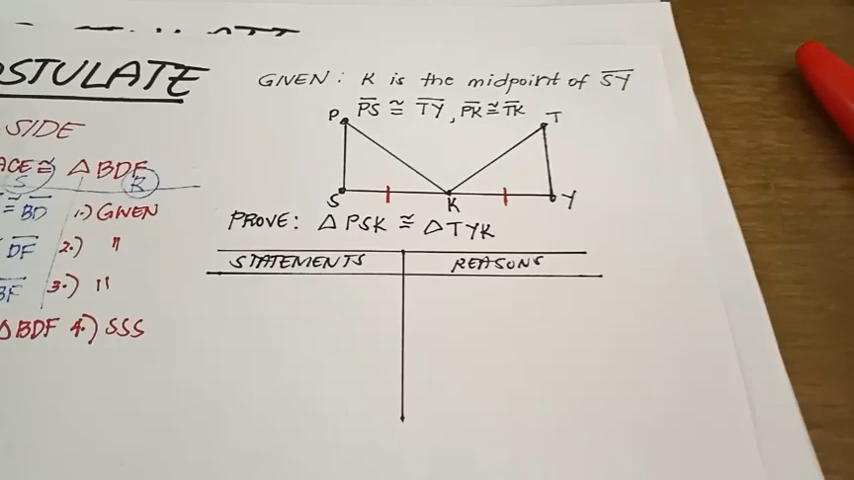 OSTULATE
SIDE
ACE ≅ △BDF
S R
≅ BD 1.) GIVEN
DF 2.) "
BF 3.) "
△BDF 4.) SSS
GIVEN: K is the midpoint of SY
PS ≅ TY, PK ≅ TK
P T
S K Y
PROVE: △PSK ≅ △TYK
STATEMENTS REASONS